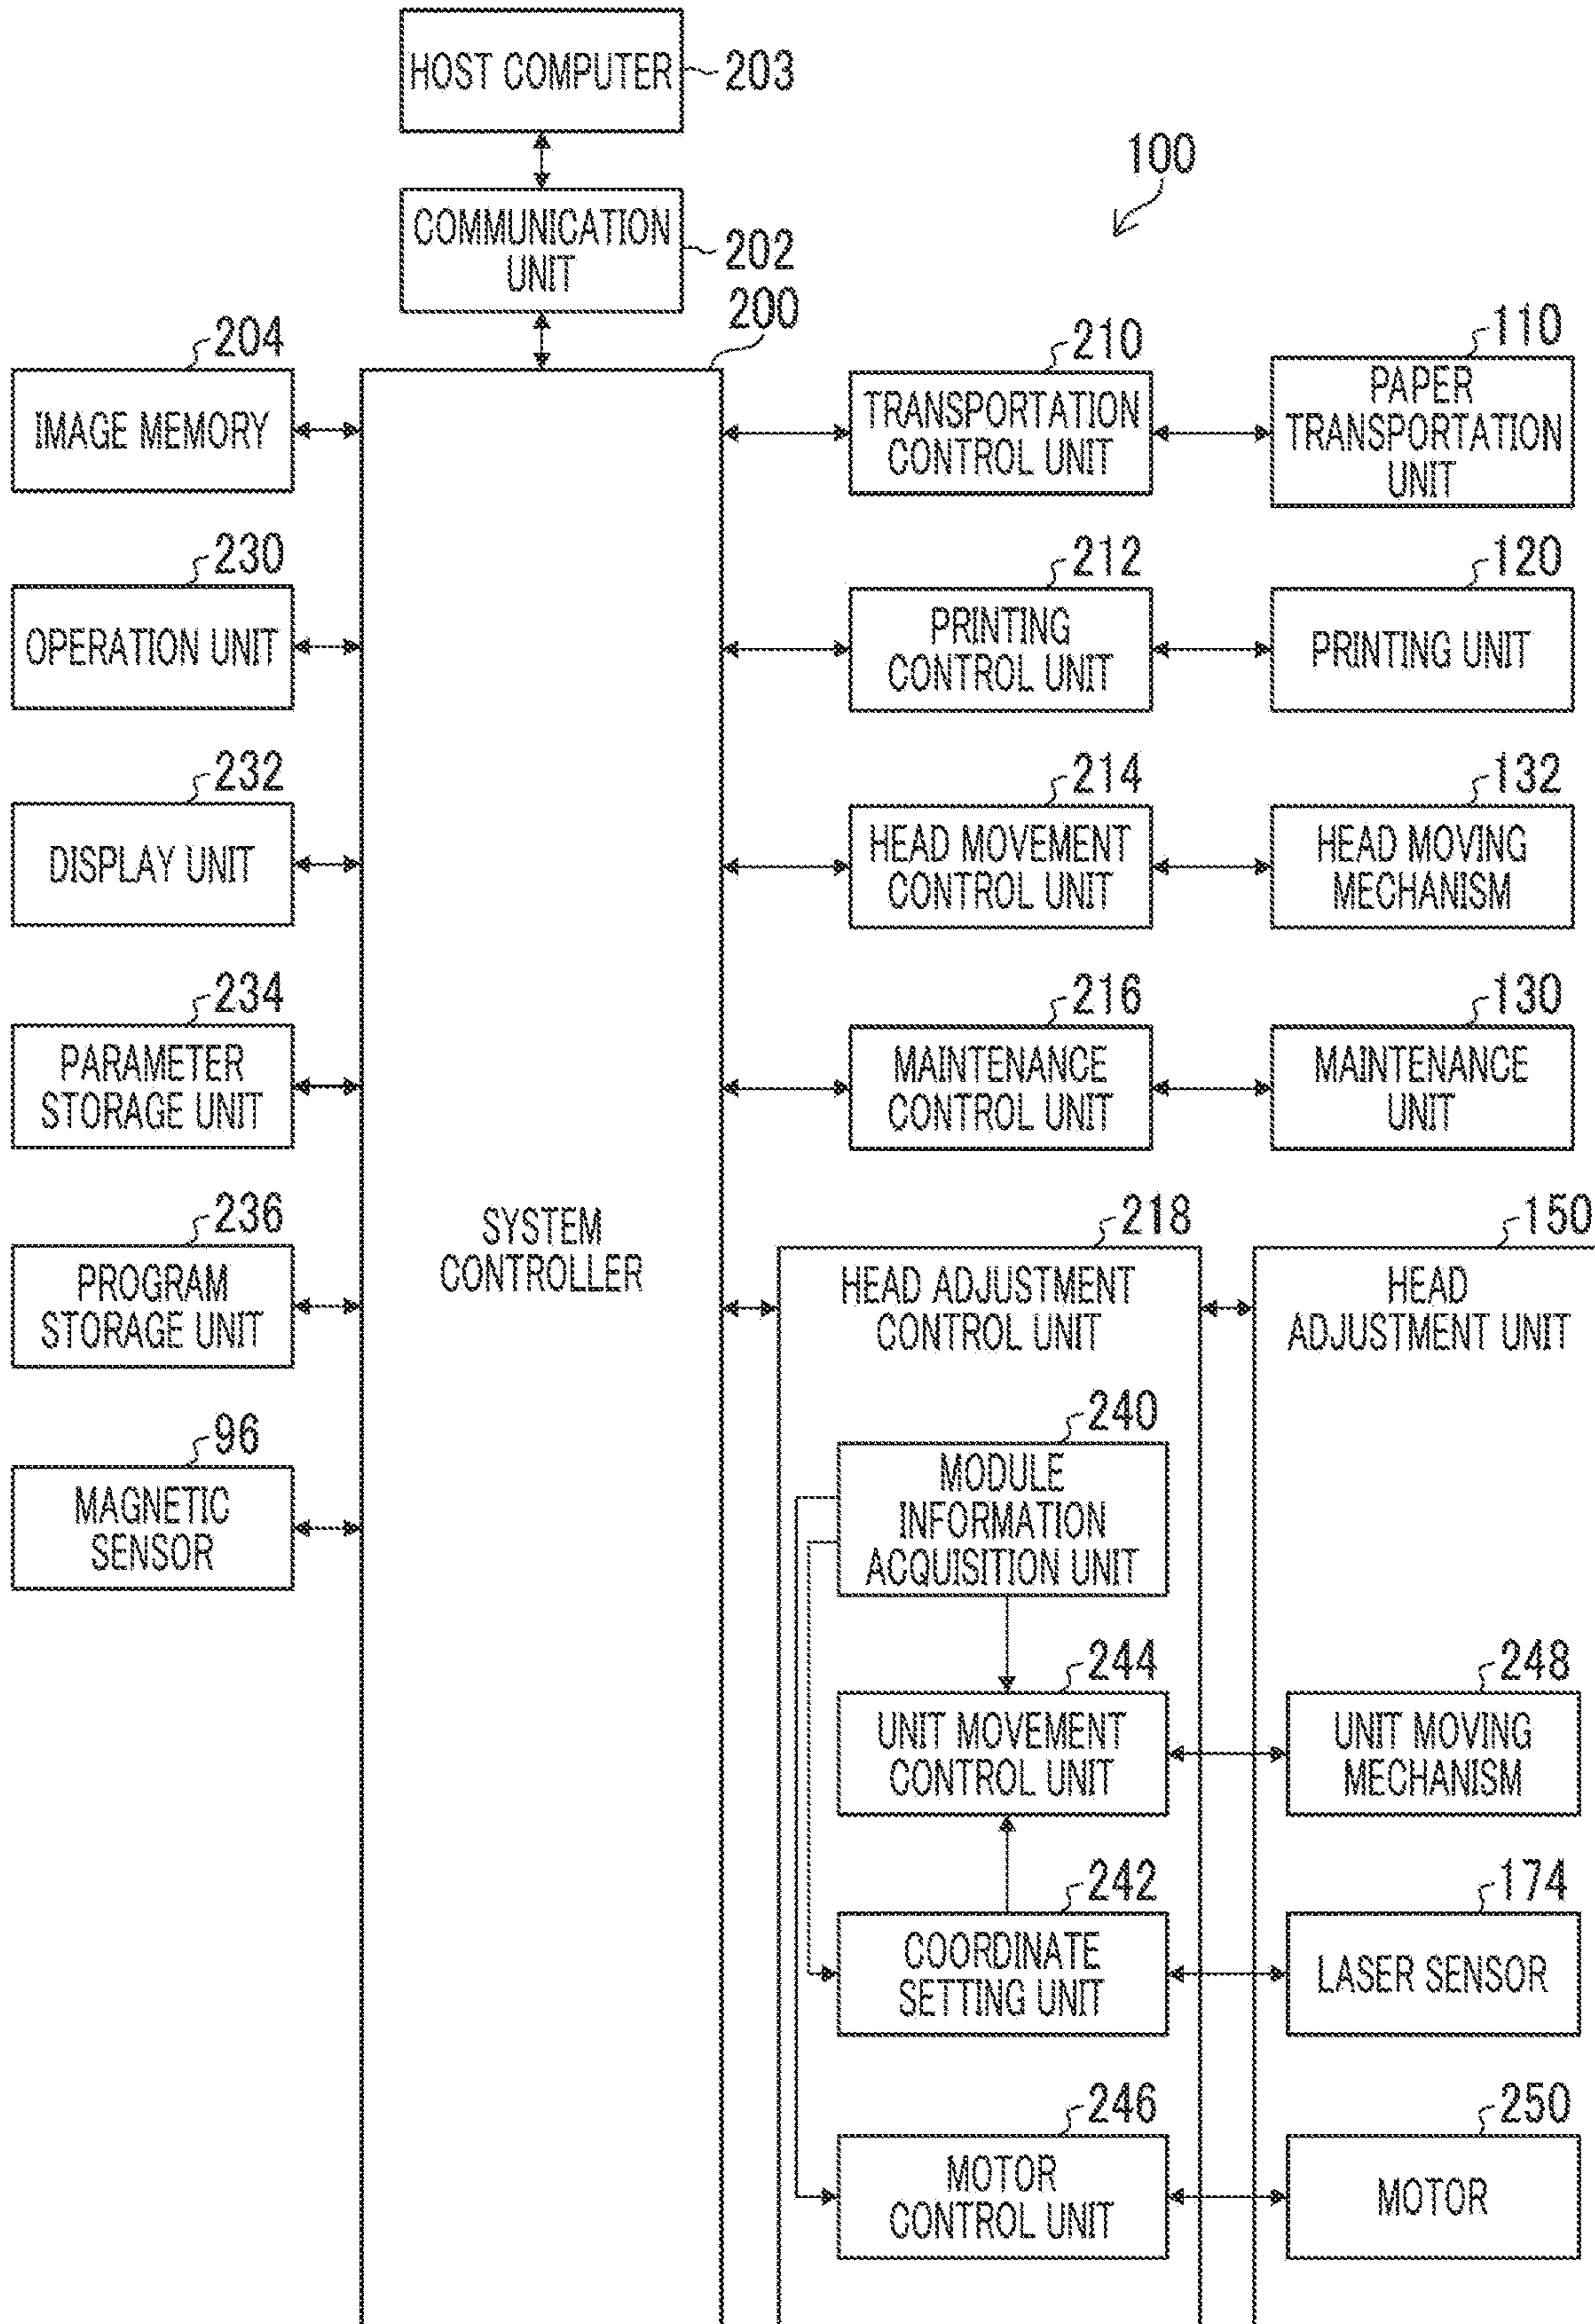 HOST COMPUTER
203
100
COMMUNICATION
UNIT
202
200
204
IMAGE MEMORY
210
TRANSPORTATION
CONTROL UNIT
110
PAPER
TRANSPORTATION
UNIT
230
OPERATION UNIT
212
PRINTING
CONTROL UNIT
120
PRINTING UNIT
232
DISPLAY UNIT
214
HEAD MOVEMENT
CONTROL UNIT
132
HEAD MOVING
MECHANISM
234
PARAMETER
STORAGE UNIT
216
MAINTENANCE
CONTROL UNIT
130
MAINTENANCE
UNIT
236
PROGRAM
STORAGE UNIT
SYSTEM
CONTROLLER
218
HEAD ADJUSTMENT
CONTROL UNIT
150
HEAD
ADJUSTMENT UNIT
96
MAGNETIC
SENSOR
240
MODULE
INFORMATION
ACQUISITION UNIT
244
UNIT MOVEMENT
CONTROL UNIT
248
UNIT MOVING
MECHANISM
242
COORDINATE
SETTING UNIT
174
LASER SENSOR
246
MOTOR
CONTROL UNIT
250
MOTOR